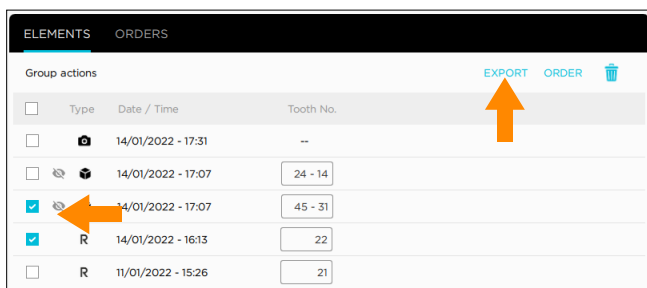 ELEMENTS ORDERS
Group actions EXPORT ORDER
Type Date / Time Tooth No.
14/01/2022 - 17:31 --
14/01/2022 - 17:07 24 - 14
14/01/2022 - 17:07 45 - 31
R 14/01/2022 - 16:13 22
R 11/01/2022 - 15:26 21